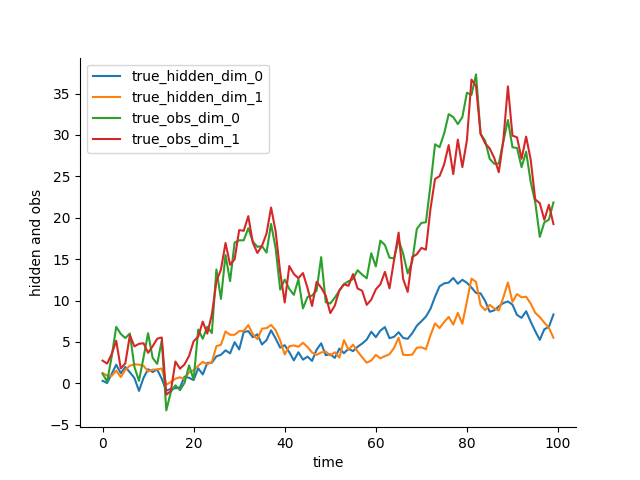 true_hidden_dim_0
true_hidden_dim_1
true_obs_dim_0
true_obs_dim_1
35
30
25
20
15
10
5
0
−5
hidden and obs
0 20 40 60 80 100
time